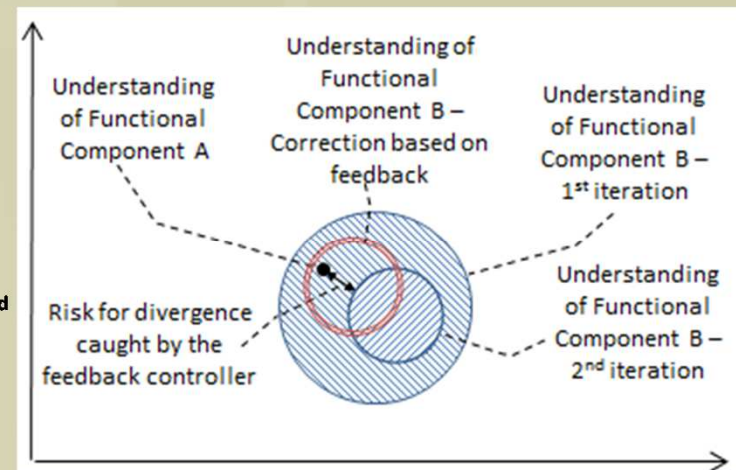 Understanding
of Functional
Component A
Understanding of
Functional
Component B –
Correction based on
feedback
Understanding
of Functional
Component B –
1st iteration
Risk for divergence
caught by the
feedback controller
Understanding
of Functional
Component B –
2nd iteration